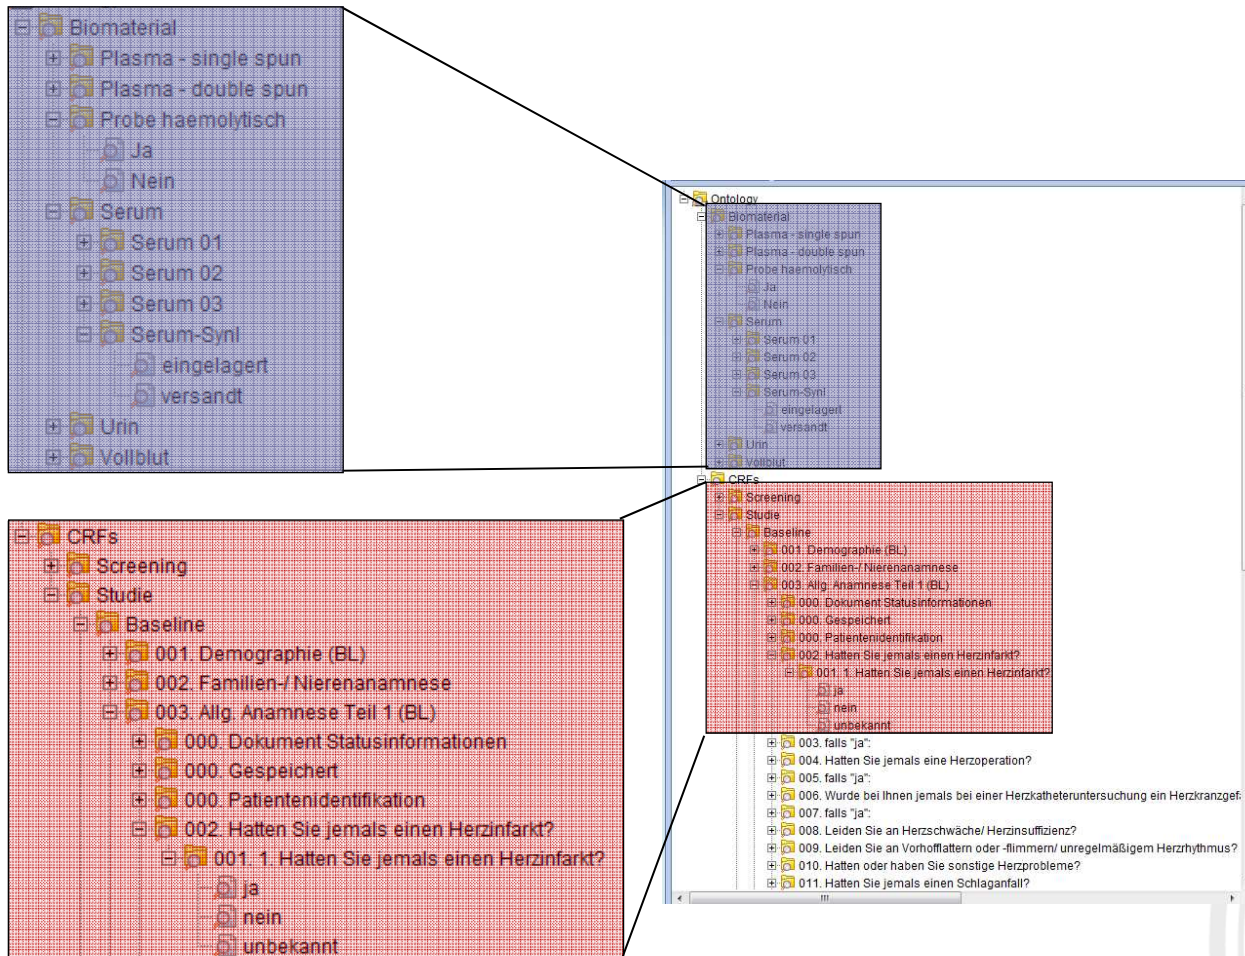 Biomaterial
Plasma - single spun
Plasma - double spun
Probe haemolytisch
Ja
Nein
Serum
Serum 01
Serum 02
Serum 03
Serum-Synl
eingelagert
versandt
Urin
Vollblut
CRFs
Screening
Studie
Baseline
001. Demographie (BL)
002. Familien-/ Nierenanamnese
003. Allg. Anamnese Teil 1 (BL)
000. Dokument Statusinformationen
000. Gespeichert
000. Patientenidentifikation
002. Hatten Sie jemals einen Herzinfarkt?
001. 1. Hatten Sie jemals einen Herzinfarkt?
ja
nein
unbekannt
Ontology
Biomaterial
Plasma - single spun
Plasma - double spun
Probe haemolytisch
Ja
Nein
Serum
Serum 01
Serum 02
Serum 03
Serum-Synl
eingelagert
versandt
Urin
Vollblut
CRFs
Screening
Studie
Baseline
001. Demographie (BL)
002. Familien-/ Nierenanamnese
003. Allg. Anamnese Teil 1 (BL)
000. Dokument Statusinformationen
000. Gespeichert
000. Patientenidentifikation
002. Hatten Sie jemals einen Herzinfarkt?
001. 1. Hatten Sie jemals einen Herzinfarkt?
ja
nein
unbekannt
003. falls "ja":
004. Hatten Sie jemals eine Herzoperation?
005. falls "ja":
006. Wurde bei Ihnen jemals bei einer Herzkatheteruntersuchung ein Herzkranzgefä
007. falls "ja":
008. Leiden Sie an Herzschwäche/ Herzinsuffizienz?
009. Leiden Sie an Vorhofflattern oder -flimmern/ unregelmäßigem Herzrhythmus?
010. Hatten oder haben Sie sonstige Herzprobleme?
011. Hatten Sie jemals einen Schlaganfall?